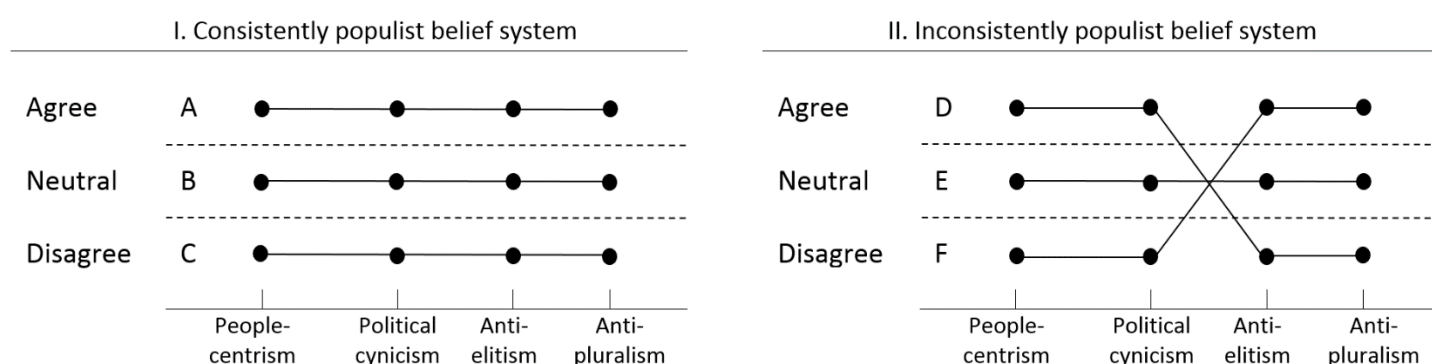 I. Consistently populist belief system
Agree A
Neutral B
Disagree C
People- Political Anti- Anti-
centrism cynicism elitism pluralism
II. Inconsistently populist belief system
Agree D
Neutral E
Disagree F
People- Political Anti- Anti-
centrism cynicism elitism pluralism